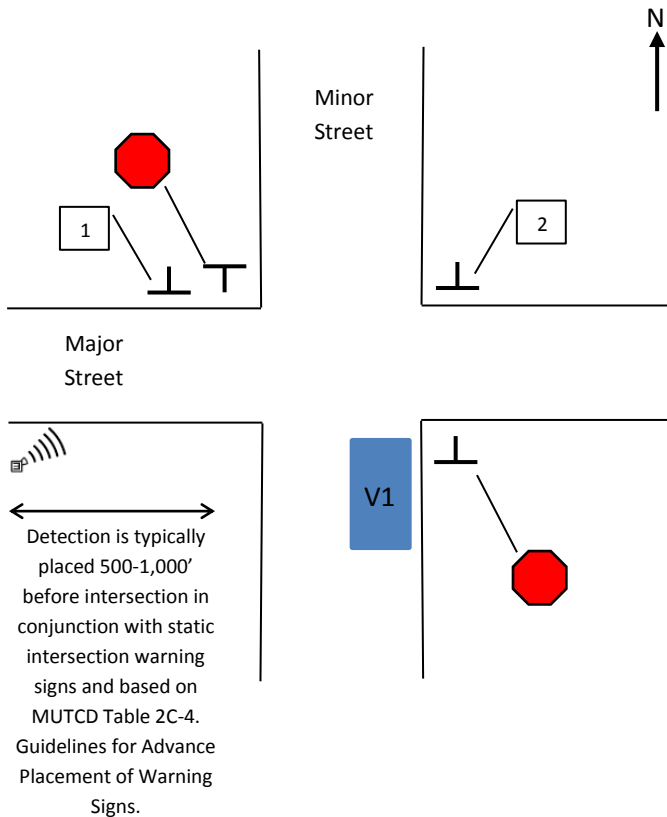 N
Minor
Street
1
2
Major
Street
V1
Detection is typically
placed 500-1,000’
before intersection in
conjunction with static
intersection warning
signs and based on
MUTCD Table 2C-4.
Guidelines for Advance
Placement of Warning
Signs.